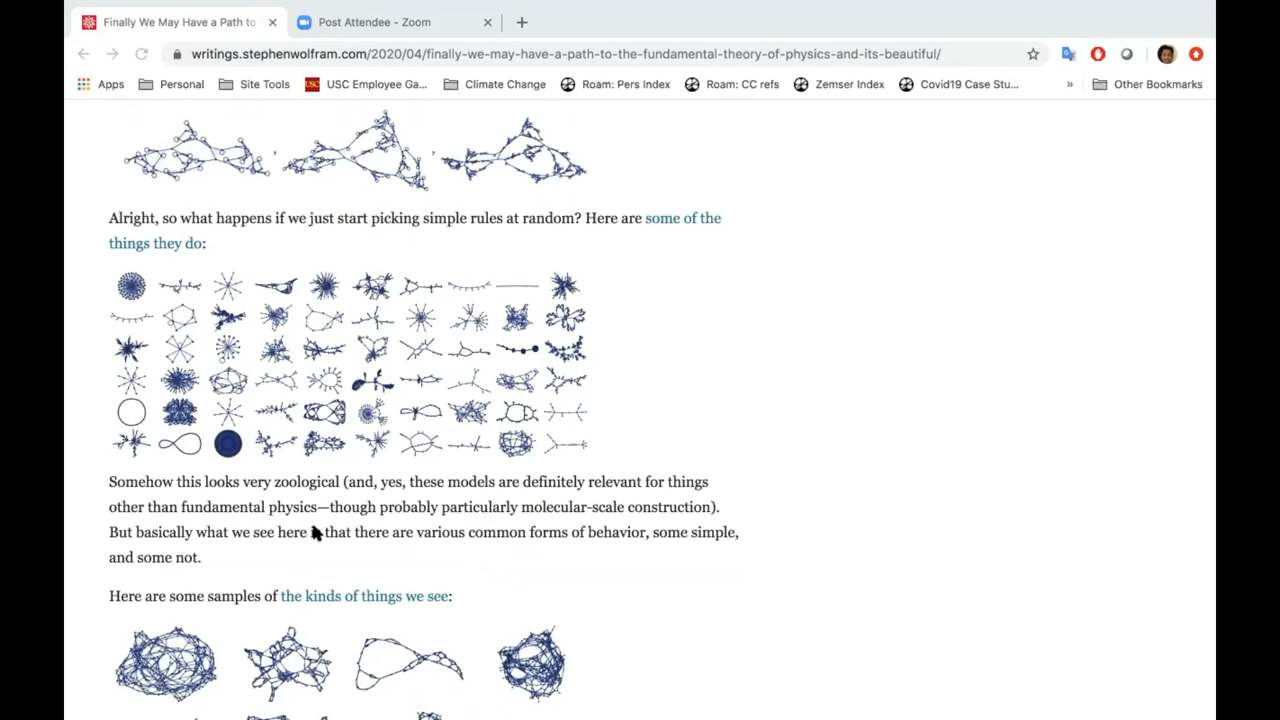 Finally We May Have a Path to
Post Attendee - Zoom
writings.stephenwolfram.com/2020/04/finally-we-may-have-a-path-to-the-fundamental-theory-of-physics-and-its-beautiful/
Apps Personal Site Tools USC USC Employee Ga... Climate Change Roam: Pers Index Roam: CC refs Zemser Index Covid19 Case Stu... » Other Bookmarks
, ,
Alright, so what happens if we just start picking simple rules at random? Here are some of the
things they do:
Somehow this looks very zoological (and, yes, these models are definitely relevant for things
other than fundamental physics—though probably particularly molecular-scale construction).
But basically what we see here that there are various common forms of behavior, some simple,
and some not.
Here are some samples of the kinds of things we see: